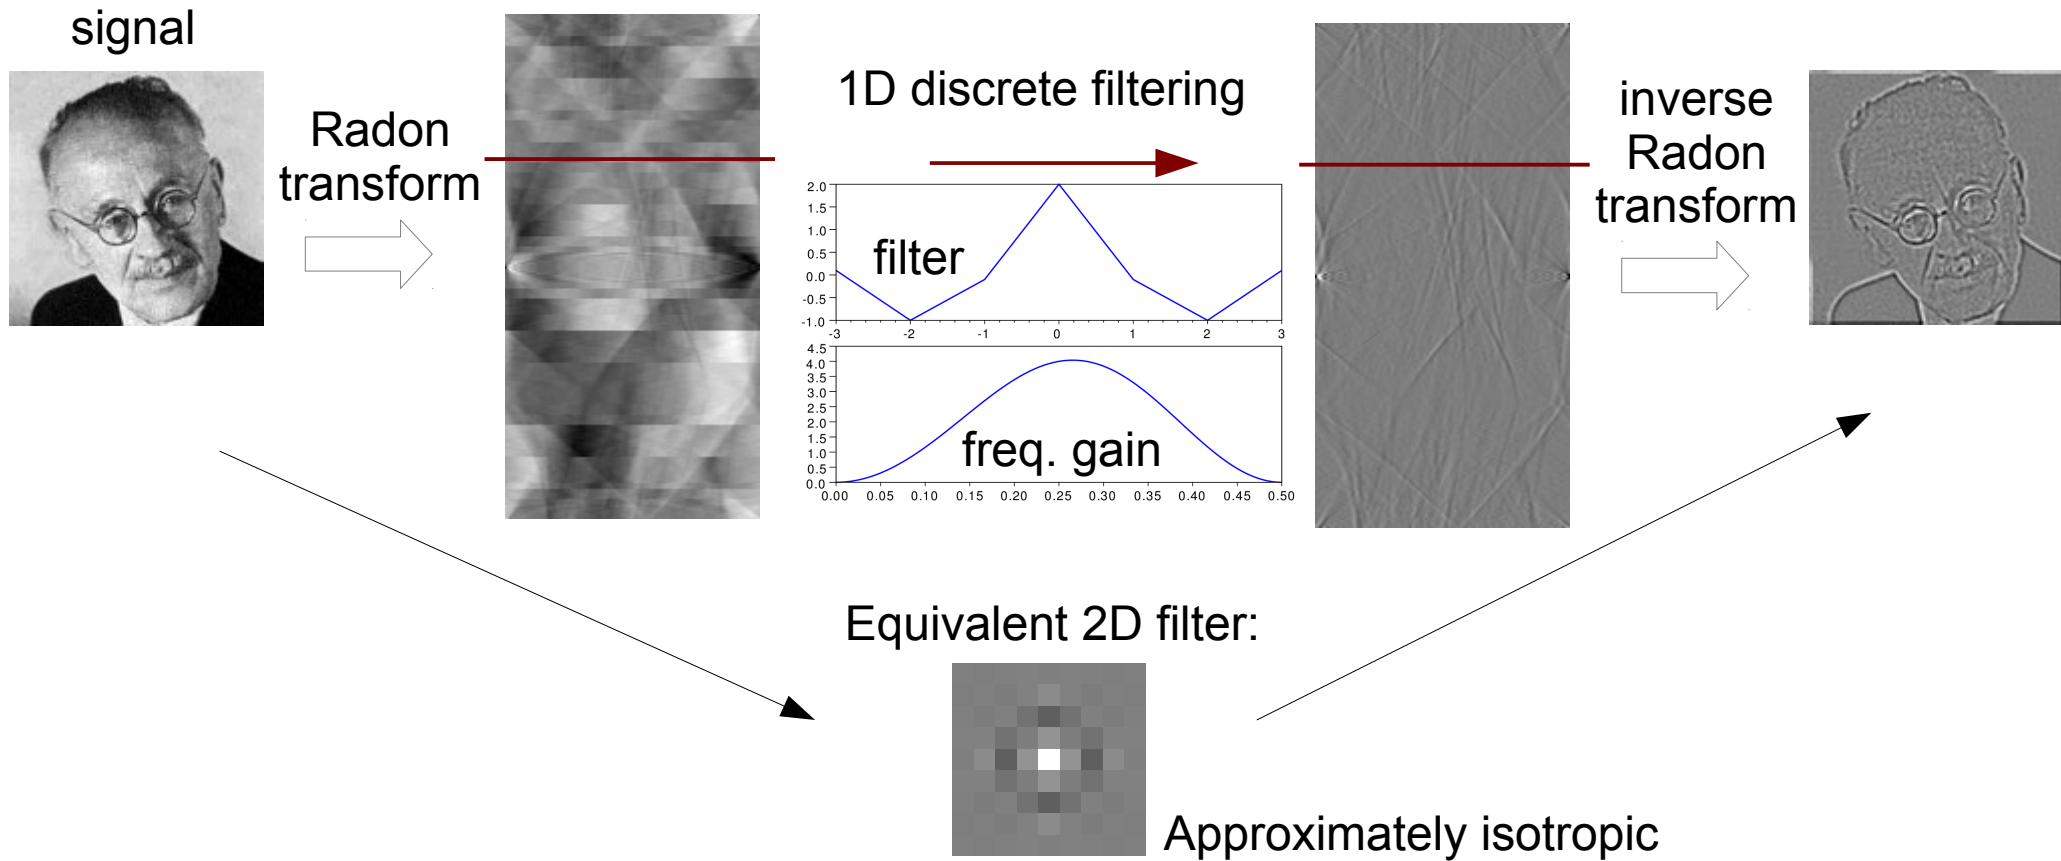 signal
Radon
transform
1D discrete filtering
2.0
1.5
1.0
0.5
0.0
-0.5
-1.0
filter
-3 -2 -1 0 1 2 3
4.5
4.0
3.5
3.0
2.5
2.0
1.5
1.0
0.5
0.0
freq. gain
0.00 0.05 0.10 0.15 0.20 0.25 0.30 0.35 0.40 0.45 0.50
inverse
Radon
transform
Equivalent 2D filter:
Approximately isotropic